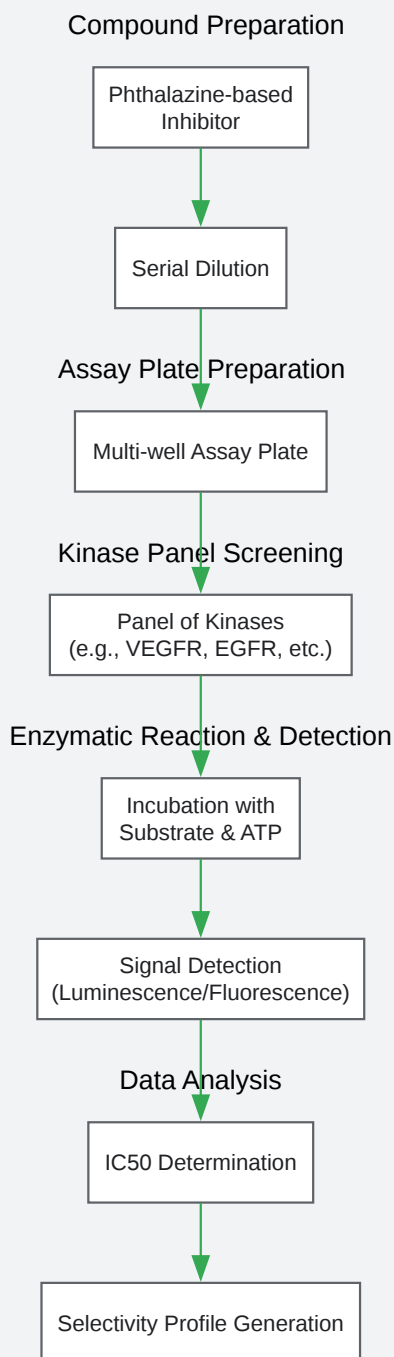 Compound Preparation
Phthalazine-based
Inhibitor
Serial Dilution
Assay Plate Preparation
Multi-well Assay Plate
Kinase Panel Screening
Panel of Kinases
(e.g., VEGFR, EGFR, etc.)
Enzymatic Reaction & Detection
Incubation with
Substrate & ATP
Signal Detection
(Luminescence/Fluorescence)
Data Analysis
IC50 Determination
Selectivity Profile Generation